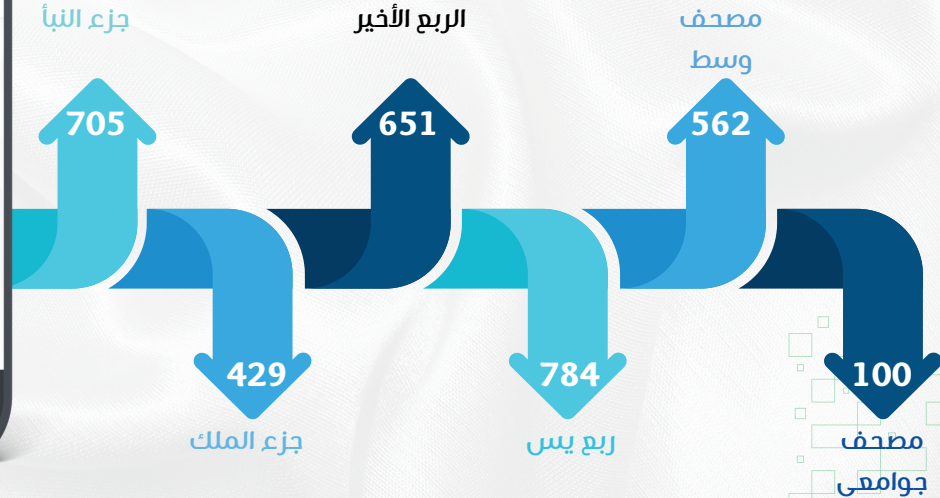 مصحف
وسط
562
الربع الأخير
651
جزء النبأ
705
100
مصحف
جوامعي
784
ربع يس
429
جزء الملك